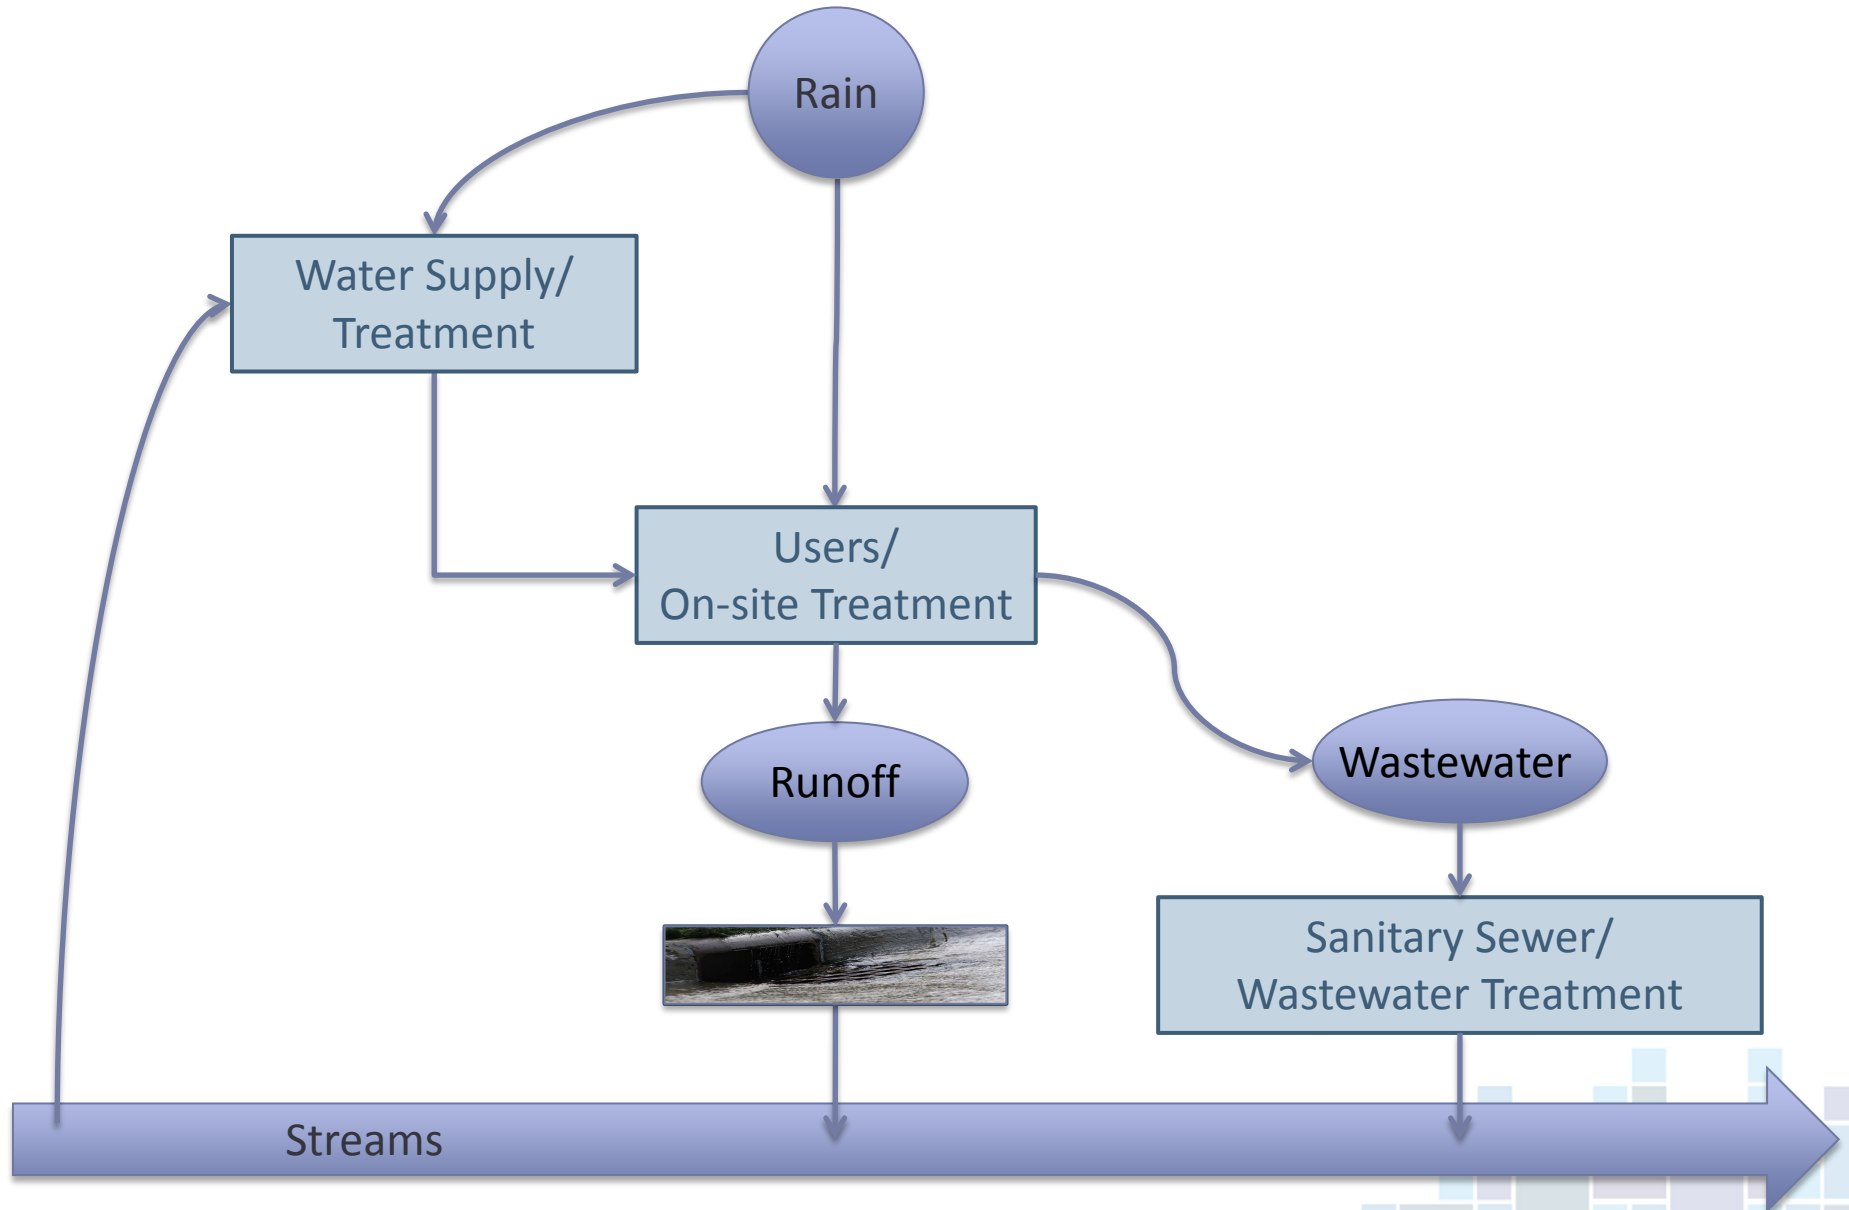 Rain
Water Supply/
Treatment
Users/
On-site Treatment
Runoff
Wastewater
Sanitary Sewer/
Wastewater Treatment
Streams